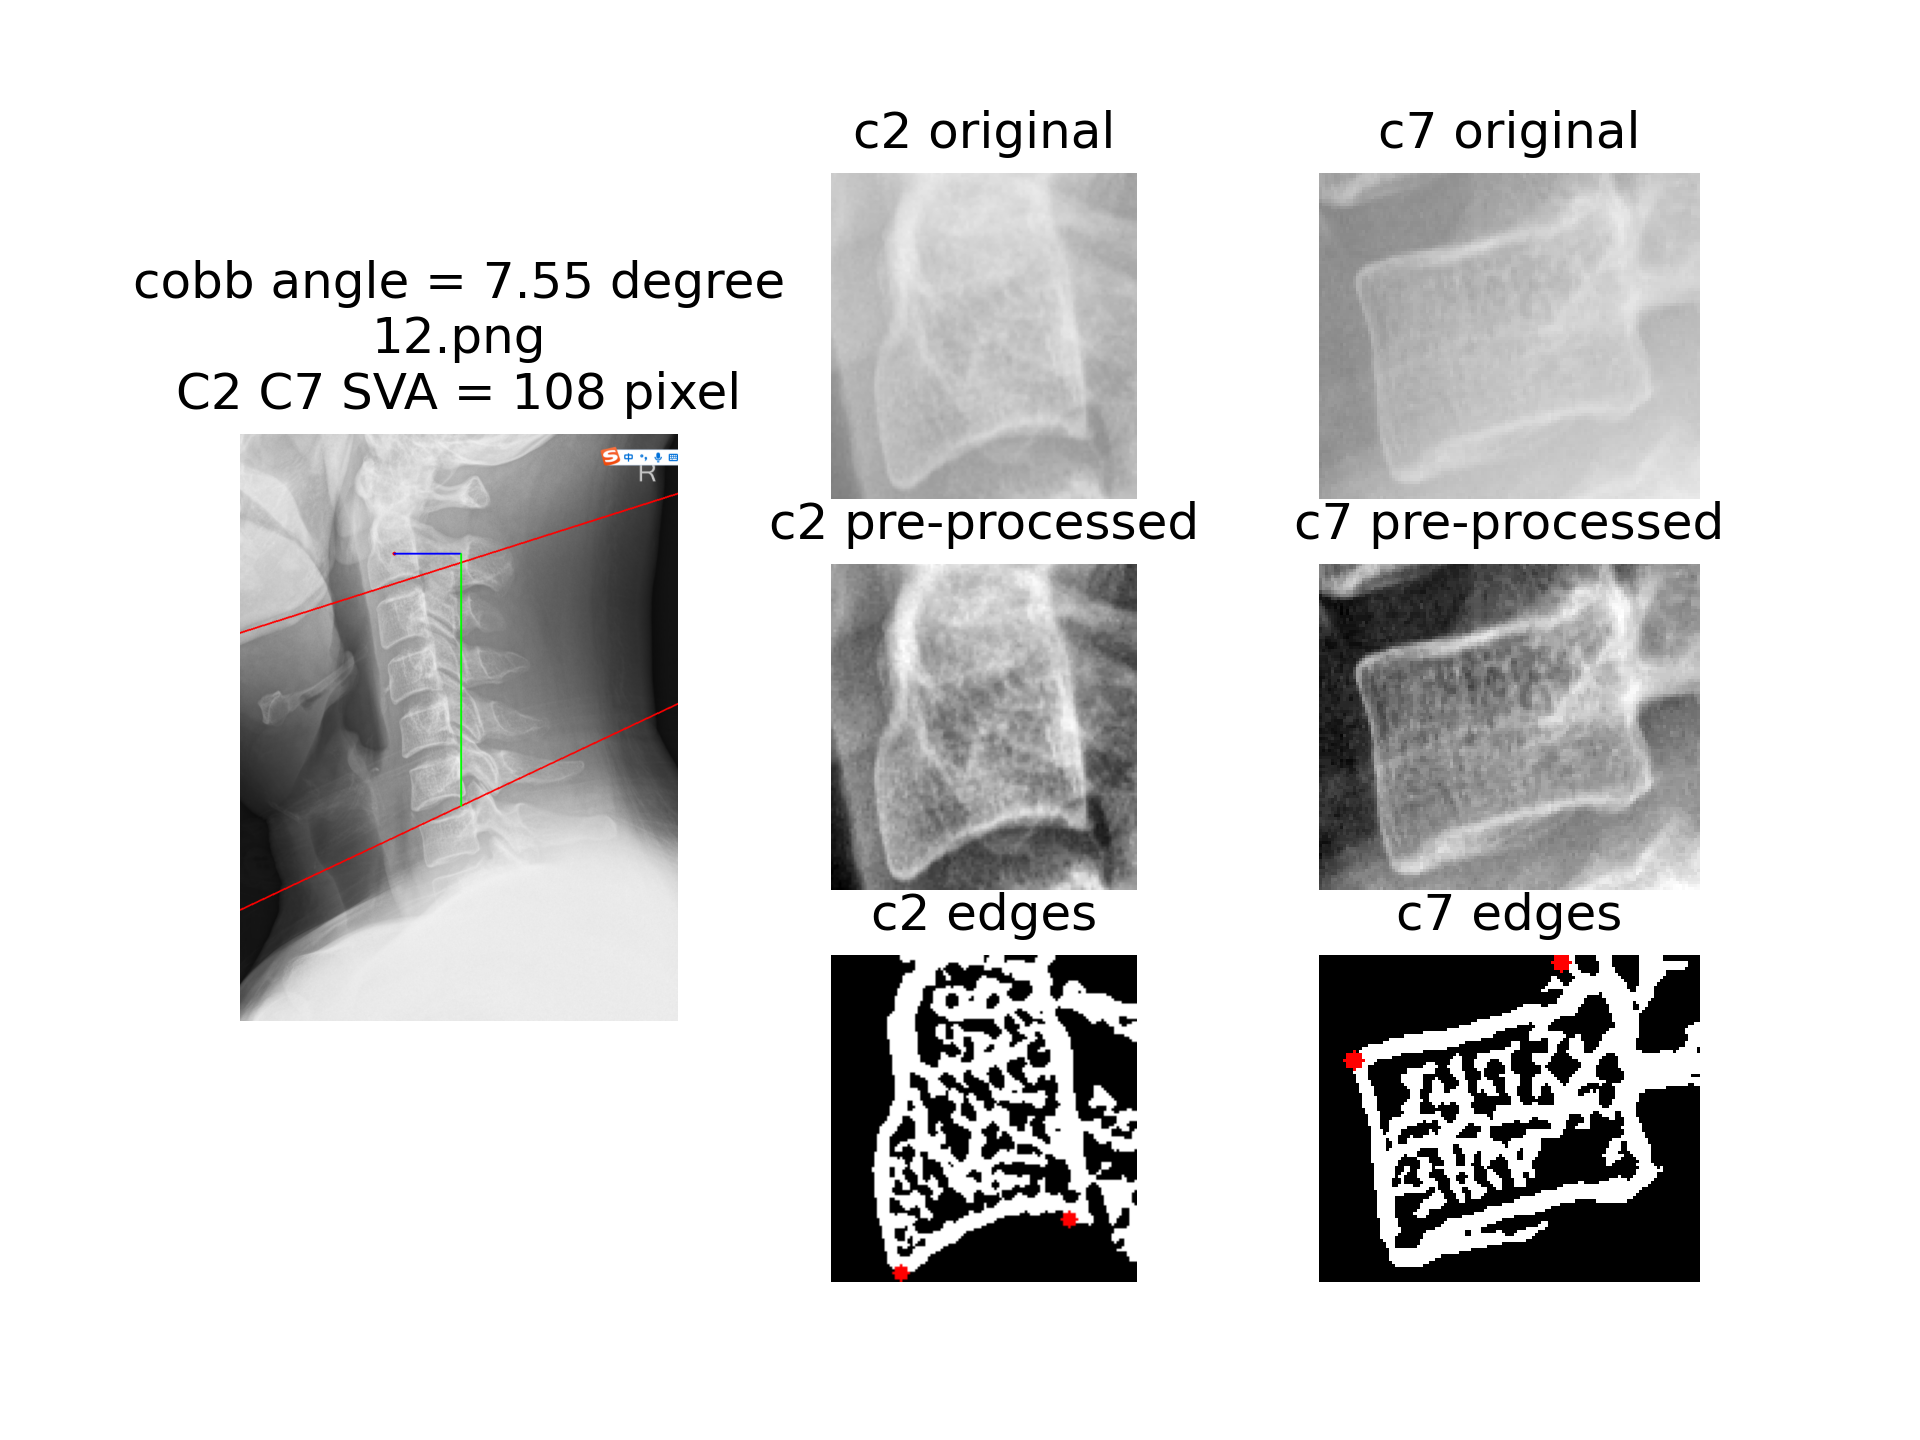 cobb angle = 7.55 degree
12.png
C2 C7 SVA = 108 pixel
S 中
R
c2 original
c7 original
c2 pre-processed
c7 pre-processed
c2 edges
c7 edges